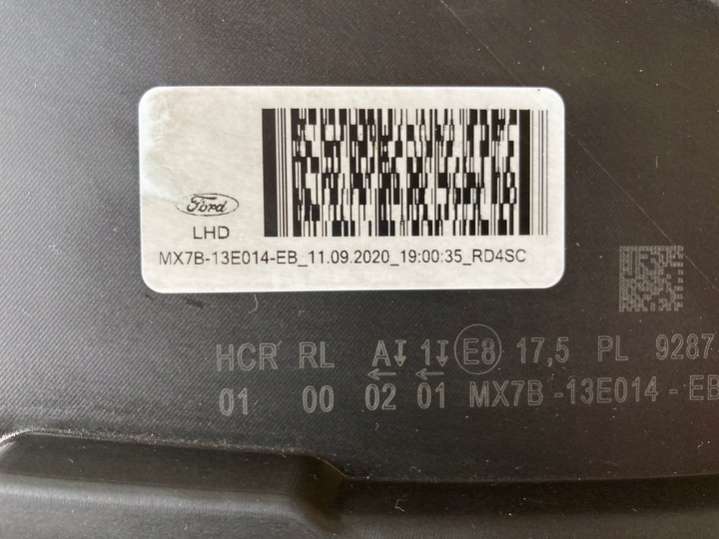 Ford
LHD
MX7B-13E014-EB_11.09.2020_19:00:35_RD4SC
HCR RL A↓ 1↓ E8 17,5 PL 9287
← ←
01 00 02 01 MX7B -13E014 - EB